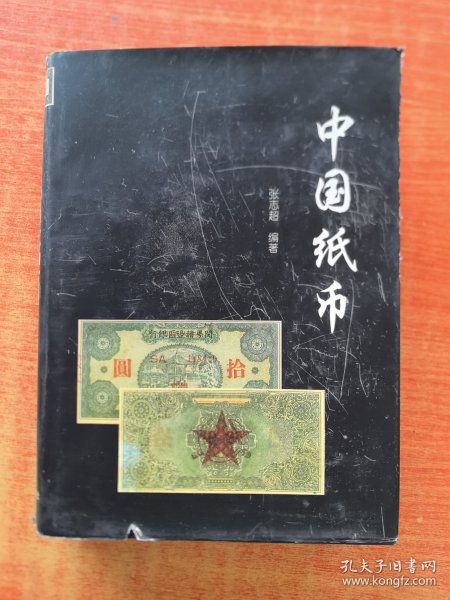 中国纸币
张志超 编著
圆
拾
孔夫子旧书网
www.kongfz.com